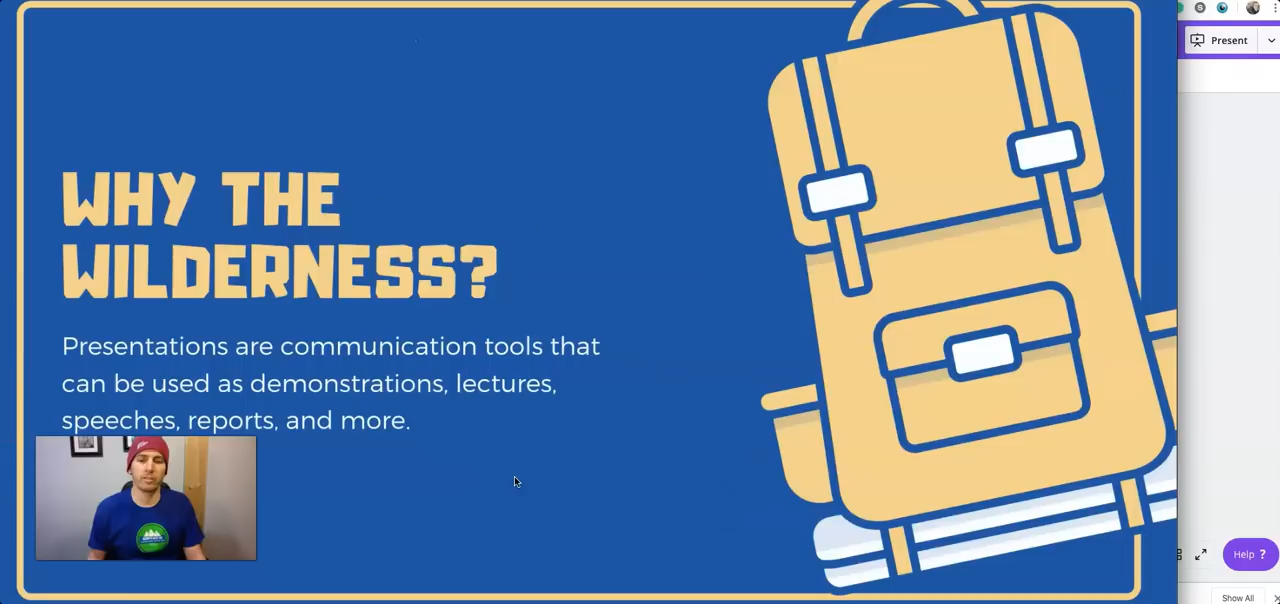 S
Present
WHY THE
WILDERNESS?
Presentations are communication tools that
can be used as demonstrations, lectures,
speeches, reports, and more.
Help ?
Show All